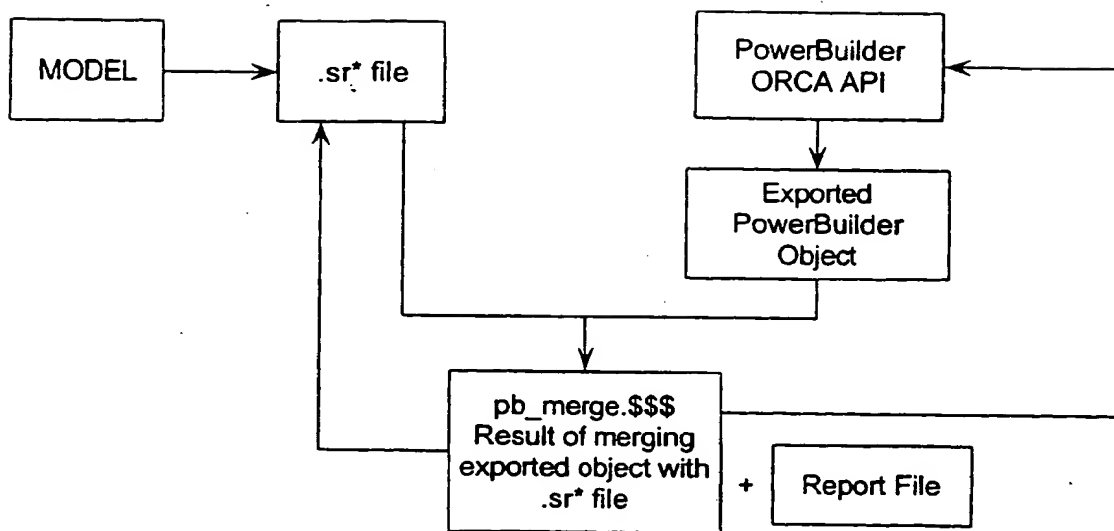 MODEL
.sr* file
PowerBuilder
ORCA API
Exported
PowerBuilder
Object
pb_merge.$$$
Result of merging
exported object with
.sr* file
+
Report File